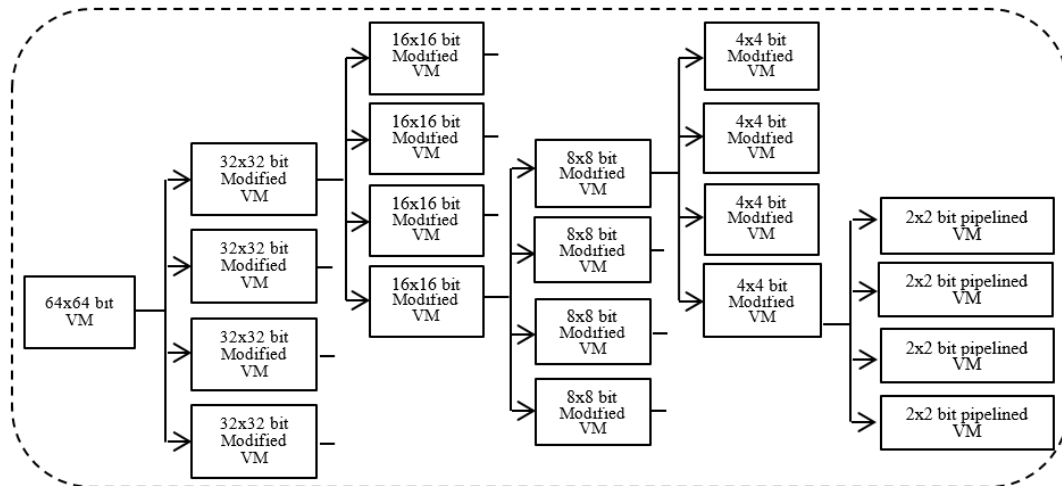 64x64 bit
VM
32x32 bit
Modified
VM
32x32 bit
Modified
VM
32x32 bit
Modified
VM
32x32 bit
Modified
VM
16x16 bit
Modified
VM
16x16 bit
Modified
VM
16x16 bit
Modified
VM
16x16 bit
Modified
VM
8x8 bit
Modified
VM
8x8 bit
Modified
VM
8x8 bit
Modified
VM
8x8 bit
Modified
VM
4x4 bit
Modified
VM
4x4 bit
Modified
VM
4x4 bit
Modified
VM
4x4 bit
Modified
VM
2x2 bit pipelined
VM
2x2 bit pipelined
VM
2x2 bit pipelined
VM
2x2 bit pipelined
VM